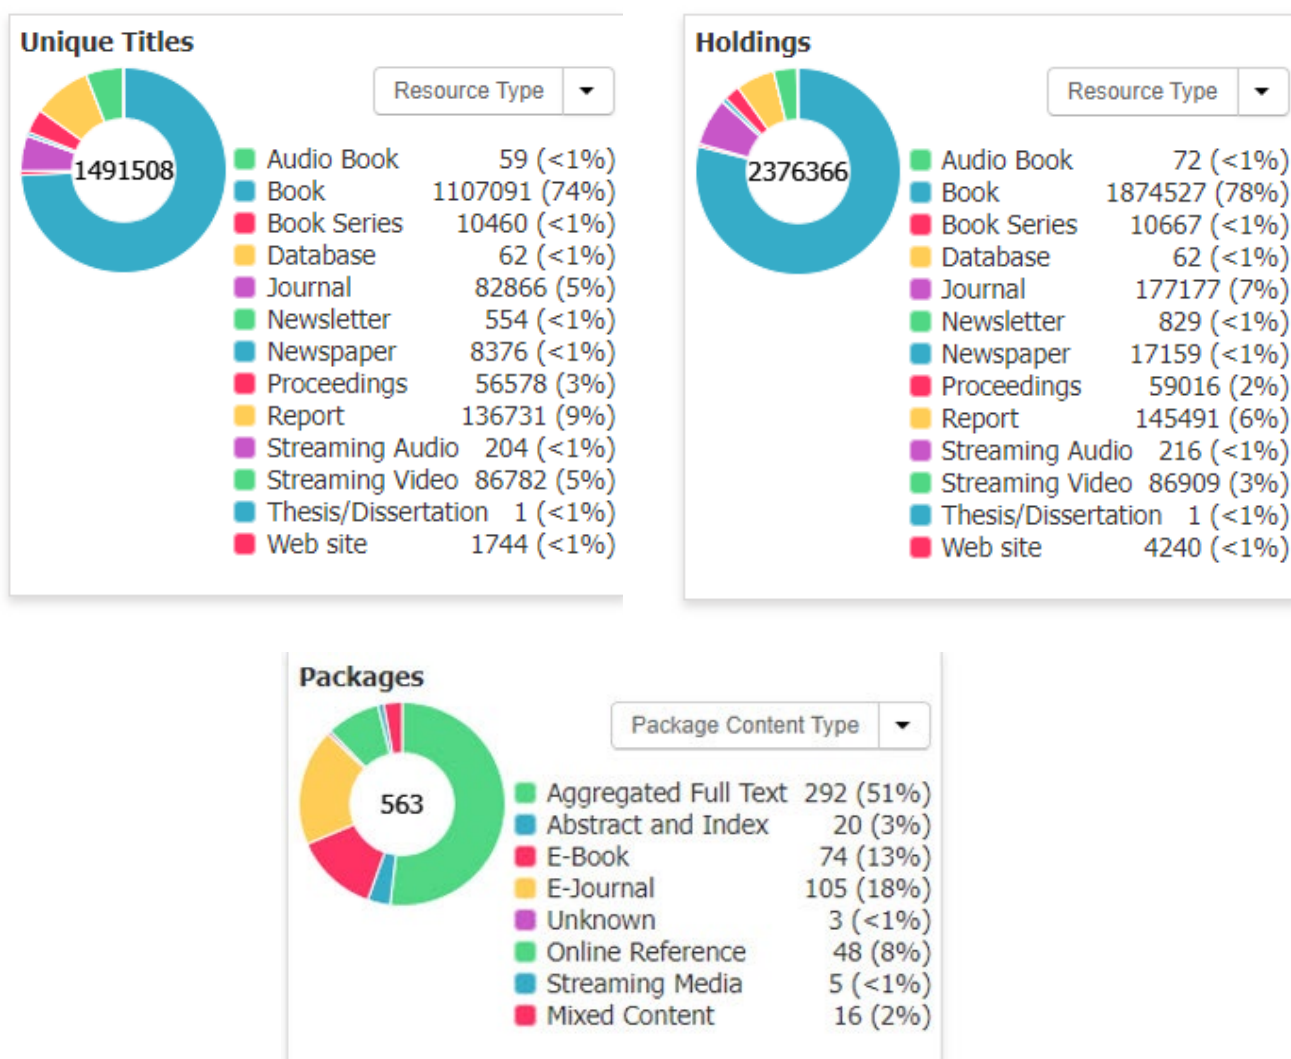 Unique Titles
Resource Type
1491508
Audio Book 59 (<1%)
Book 1107091 (74%)
Book Series 10460 (<1%)
Database 62 (<1%)
Journal 82866 (5%)
Newsletter 554 (<1%)
Newspaper 8376 (<1%)
Proceedings 56578 (3%)
Report 136731 (9%)
Streaming Audio 204 (<1%)
Streaming Video 86782 (5%)
Thesis/Dissertation 1 (<1%)
Web site 1744 (<1%)
Holdings
Resource Type
2376366
Audio Book 72 (<1%)
Book 1874527 (78%)
Book Series 10667 (<1%)
Database 62 (<1%)
Journal 177177 (7%)
Newsletter 829 (<1%)
Newspaper 17159 (<1%)
Proceedings 59016 (2%)
Report 145491 (6%)
Streaming Audio 216 (<1%)
Streaming Video 86909 (3%)
Thesis/Dissertation 1 (<1%)
Web site 4240 (<1%)
Packages
Package Content Type
563
Aggregated Full Text 292 (51%)
Abstract and Index 20 (3%)
E-Book 74 (13%)
E-Journal 105 (18%)
Unknown 3 (<1%)
Online Reference 48 (8%)
Streaming Media 5 (<1%)
Mixed Content 16 (2%)